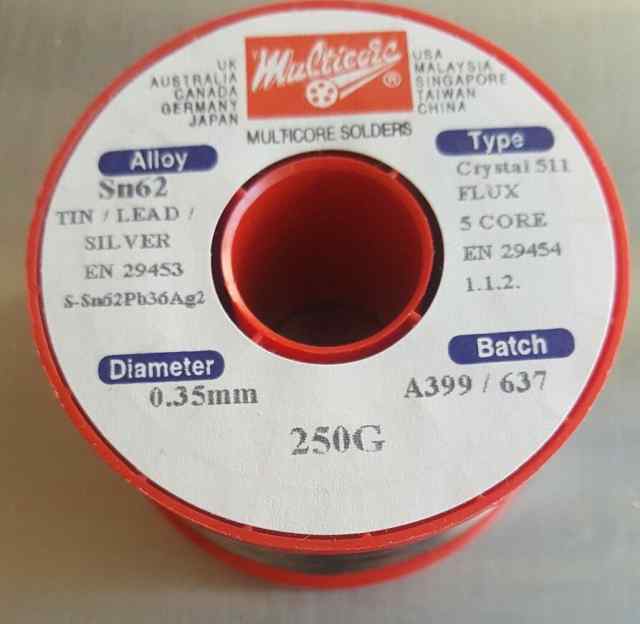 UK
AUSTRALIA
CANADA
GERMANY
JAPAN
Multicore ®
USA
MALAYSIA
SINGAPORE
TAIWAN
CHINA
MULTICORE SOLDERS
Alloy
Sn62
TIN / LEAD /
SILVER
EN 29453
S-Sn62Pb36Ag2
Type
Crystal 511
FLUX
5 CORE
EN 29454
1.1.2.
Diameter
0.35mm
Batch
A399 / 637
250G